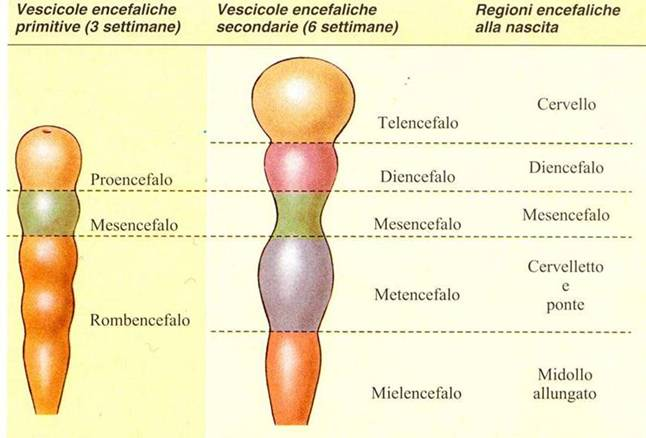 Vescicole encefaliche
primitive (3 settimane)
Vescicole encefaliche
secondarie (6 settimane)
Regioni encefaliche
alla nascita
Proencefalo
Mesencefalo
Rombencefalo
Telencefalo
Diencefalo
Mesencefalo
Metencefalo
Mielencefalo
Cervello
Diencefalo
Mesencefalo
Cervelletto
e
ponte
Midollo
allungato